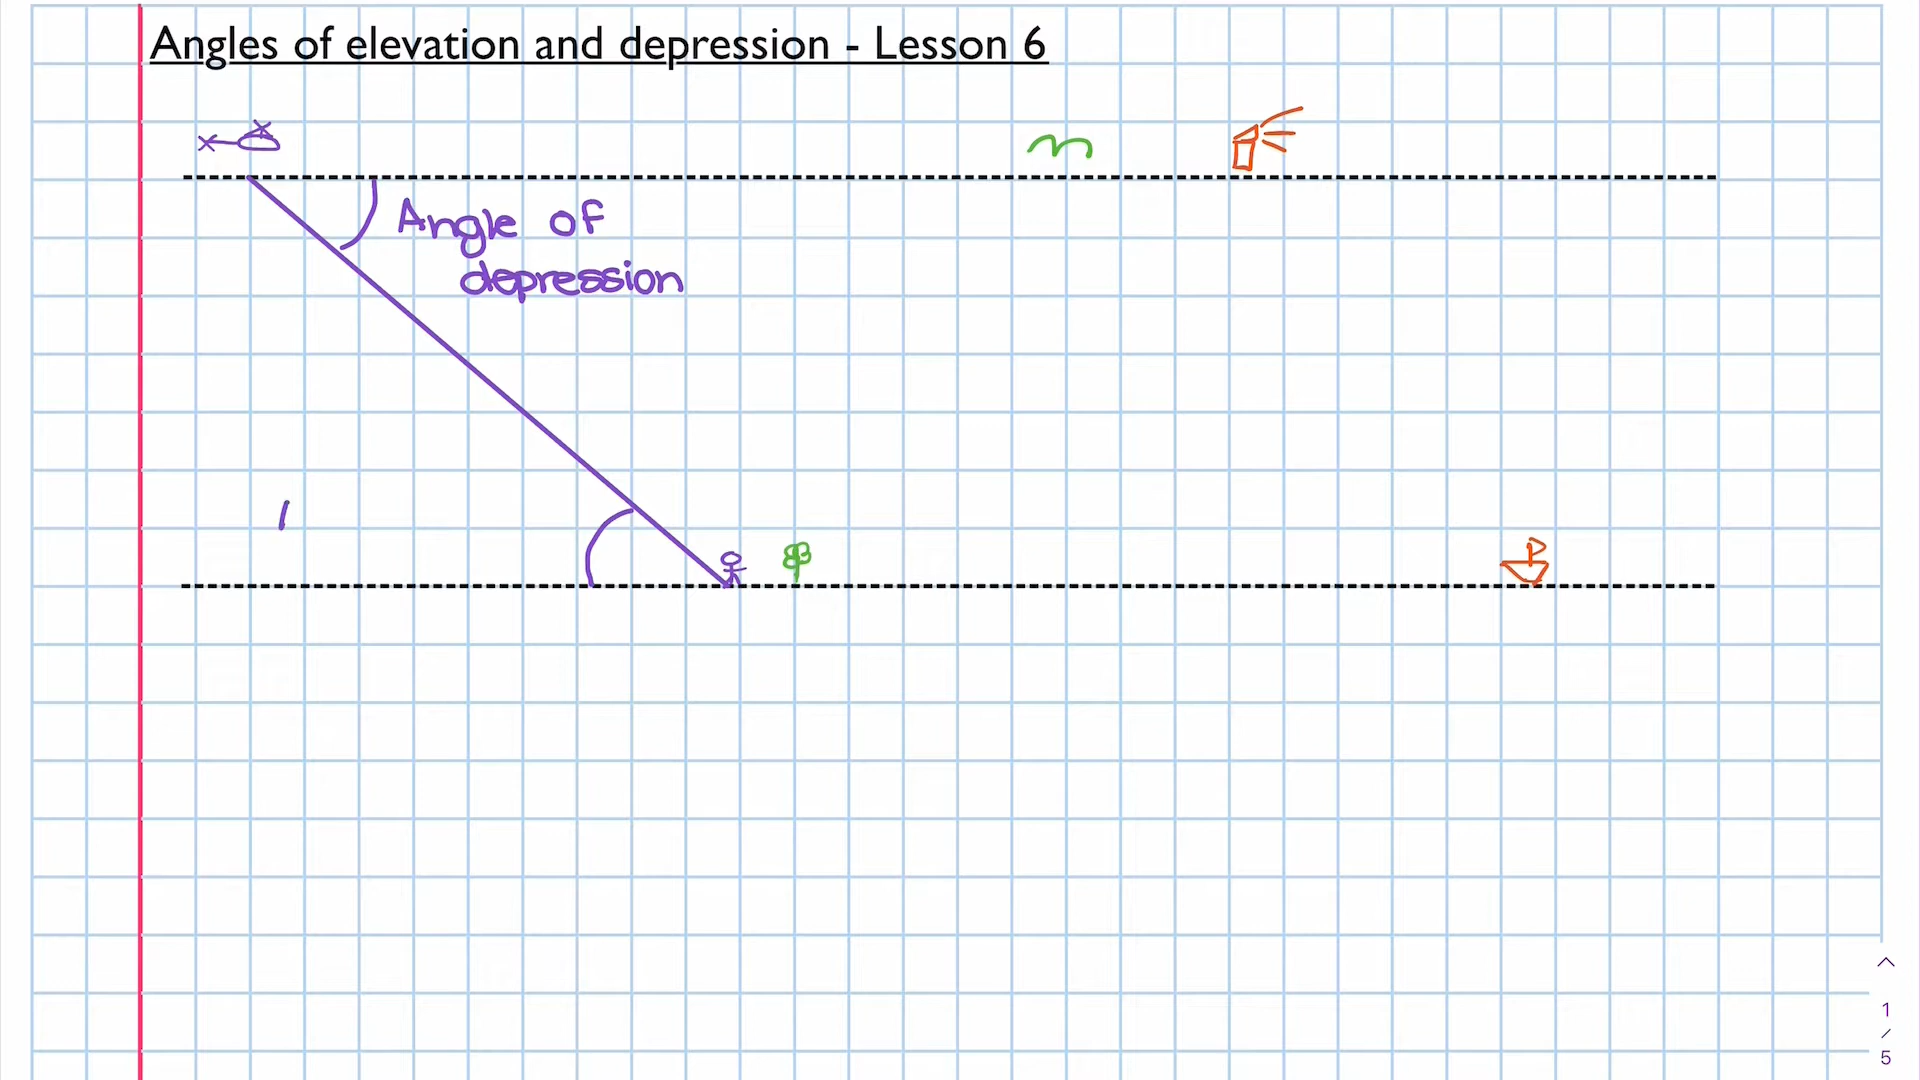 Angles of elevation and depression - Lesson 6
Angle of
depression
1
/
5